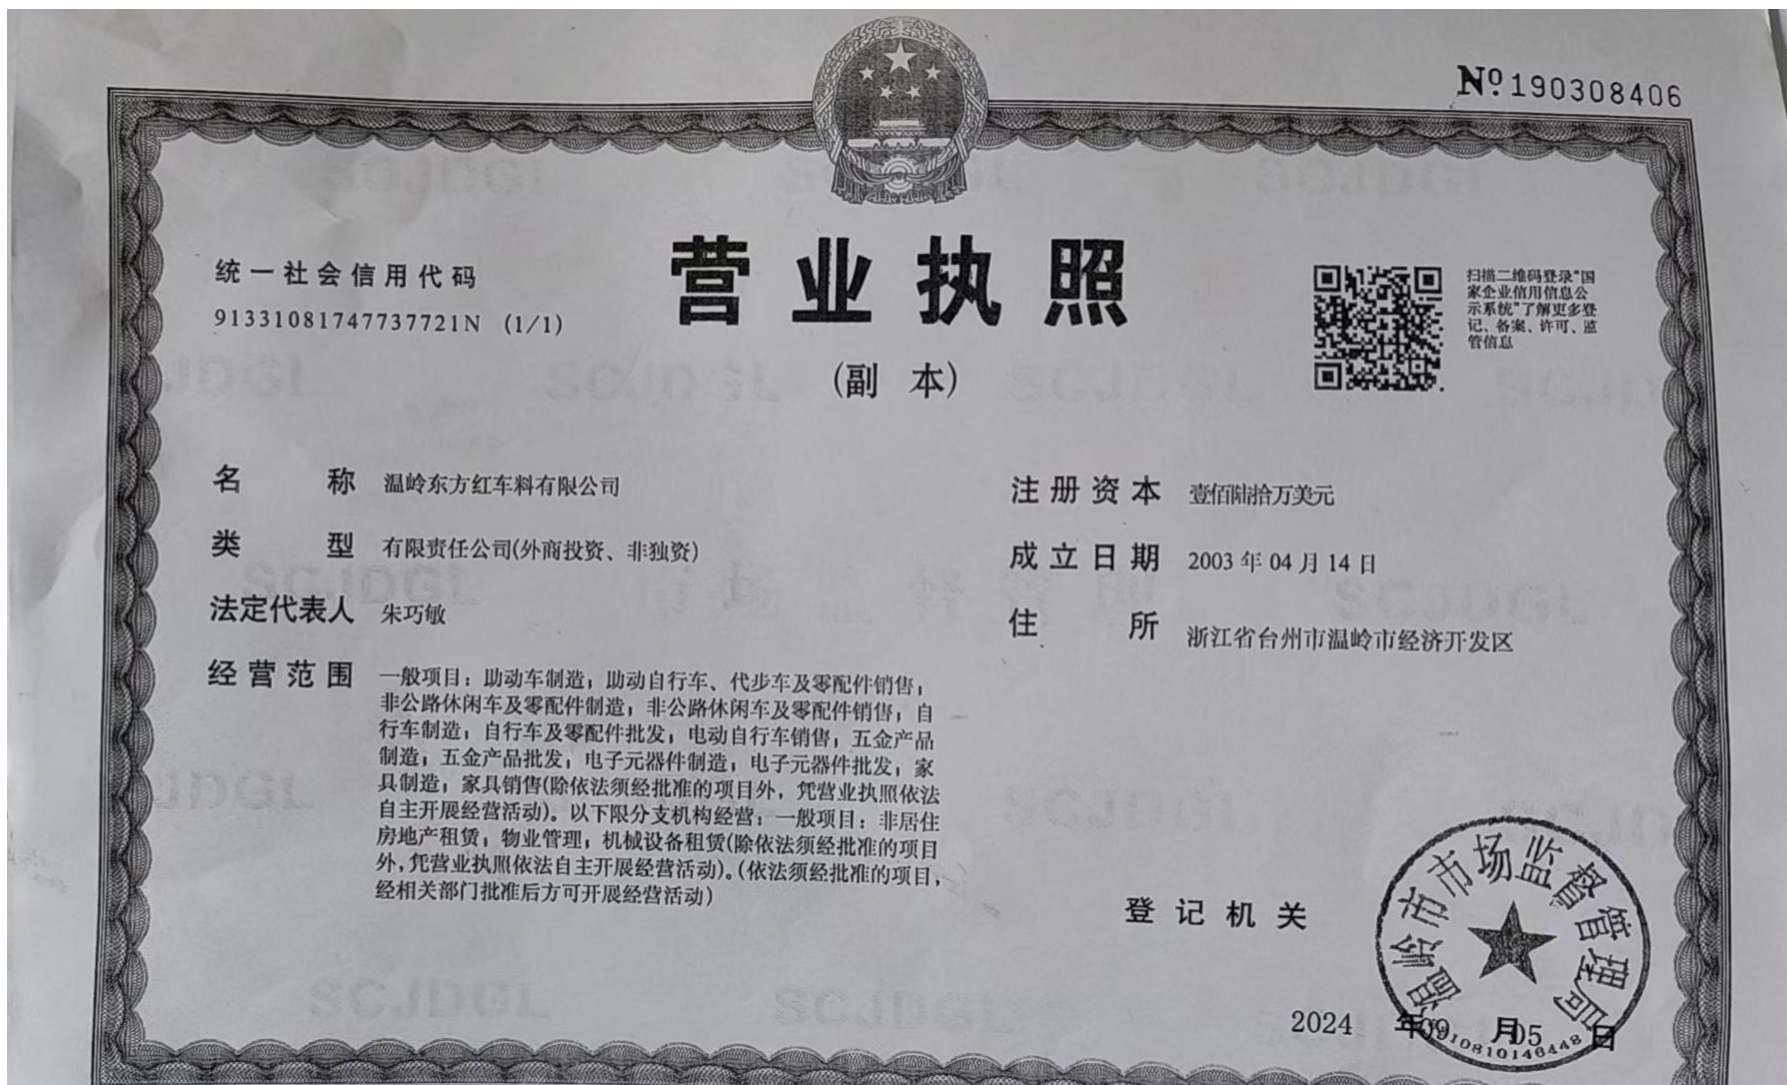 №190308406
统一社会信用代码
91331081747737721N (1/1)
营业执照
(副 本)
扫描二维码登录“国
家企业信用信息公
示系统”了解更多登
记、备案、许可、监
管信息
名 称 温岭东方红车料有限公司
类 型 有限责任公司(外商投资、非独资)
法定代表人 朱巧敏
经营范围 一般项目：助动车制造；助动自行车、代步车及零配件销售；
非公路休闲车及零配件制造；非公路休闲车及零配件销售；自
行车制造；自行车及零配件批发；电动自行车销售；五金产品
制造；五金产品批发；电子元器件制造；电子元器件批发；家
具制造；家具销售(除依法须经批准的项目外，凭营业执照依法
自主开展经营活动)。以下限分支机构经营：一般项目：非居住
房地产租赁；物业管理；机械设备租赁(除依法须经批准的项目
外，凭营业执照依法自主开展经营活动)。(依法须经批准的项目，
经相关部门批准后方可开展经营活动)
注册资本 壹佰陆拾万美元
成立日期 2003年04月14日
住 所 浙江省台州市温岭市经济开发区
登记机关
温岭市市场监督管理局
2024 年09 月05 日
SCJDGL